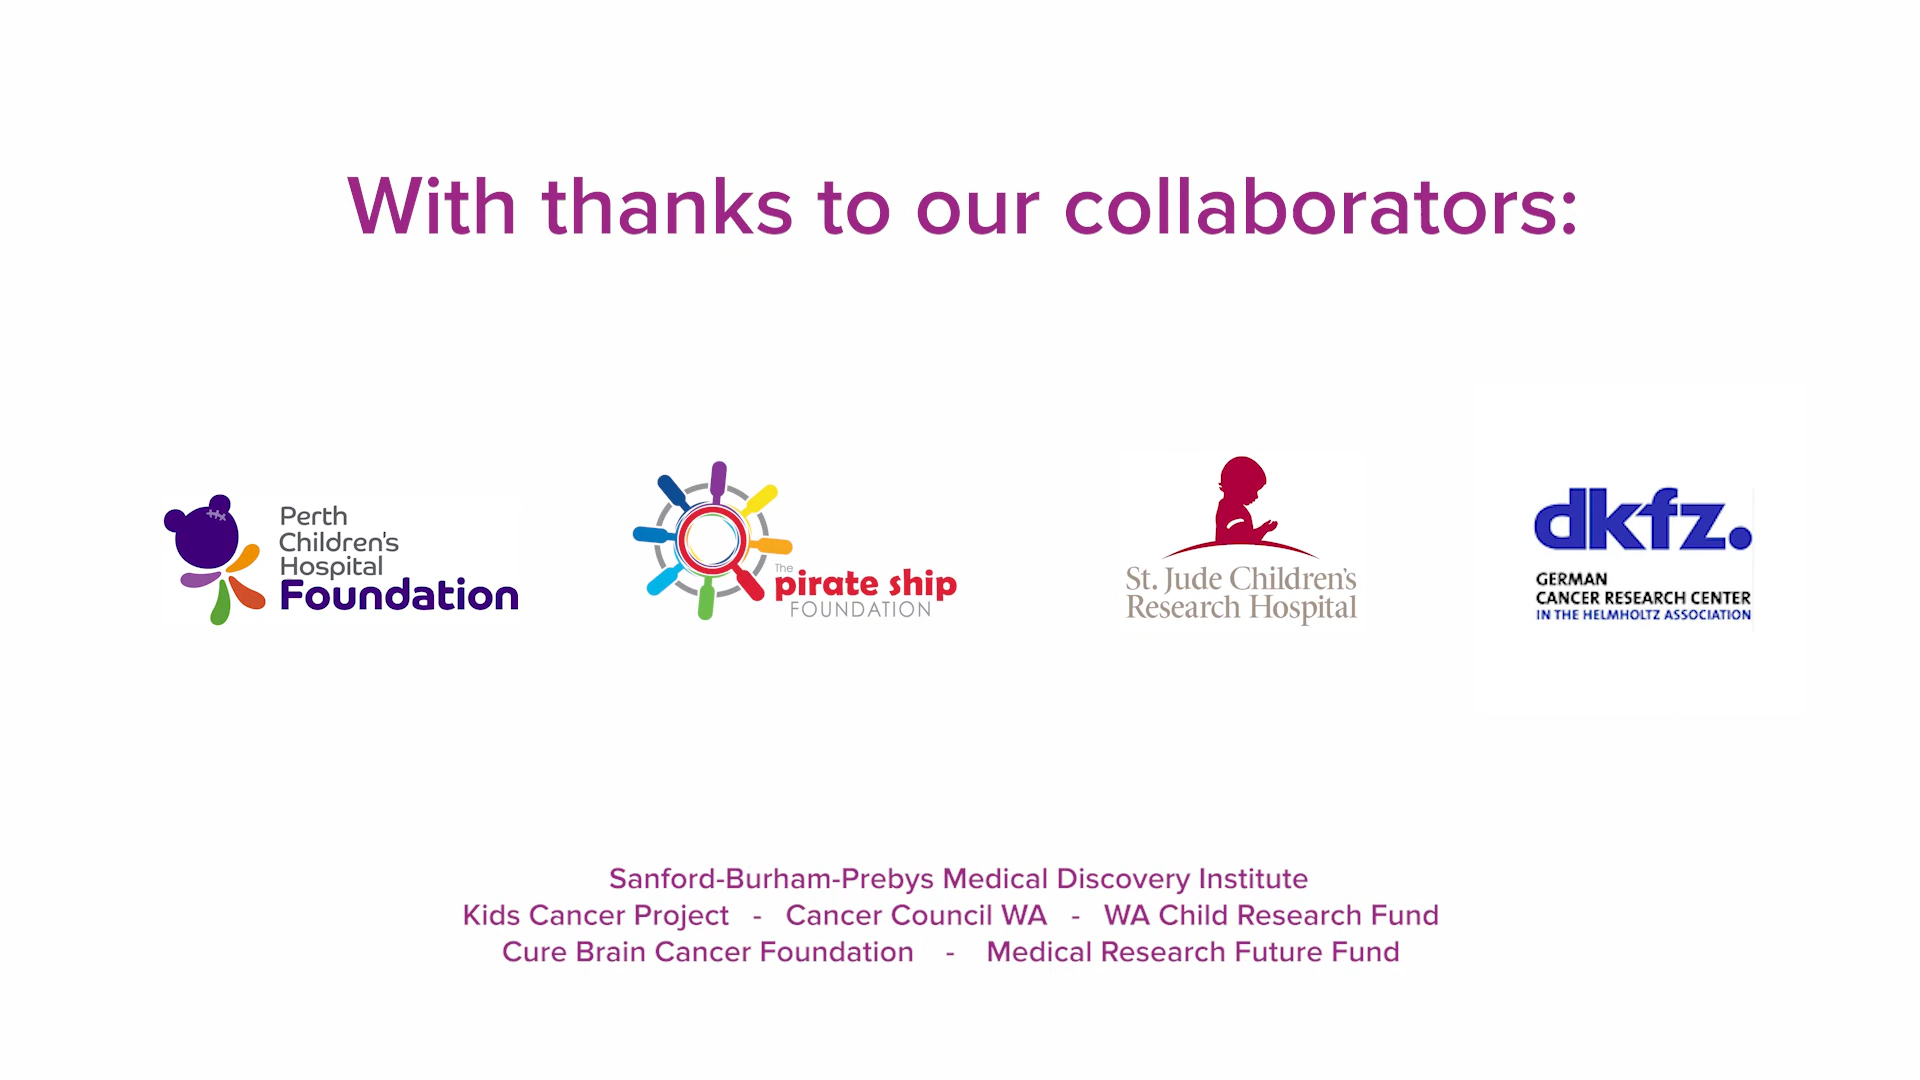 With thanks to our collaborators:
Perth
Children's
Hospital
Foundation
The
pirate ship
FOUNDATION
St. Jude Children's
Research Hospital
dkfz.
GERMAN
CANCER RESEARCH CENTER
IN THE HELMHOLTZ ASSOCIATION
Sanford-Burham-Prebys Medical Discovery Institute
Kids Cancer Project - Cancer Council WA - WA Child Research Fund
Cure Brain Cancer Foundation - Medical Research Future Fund